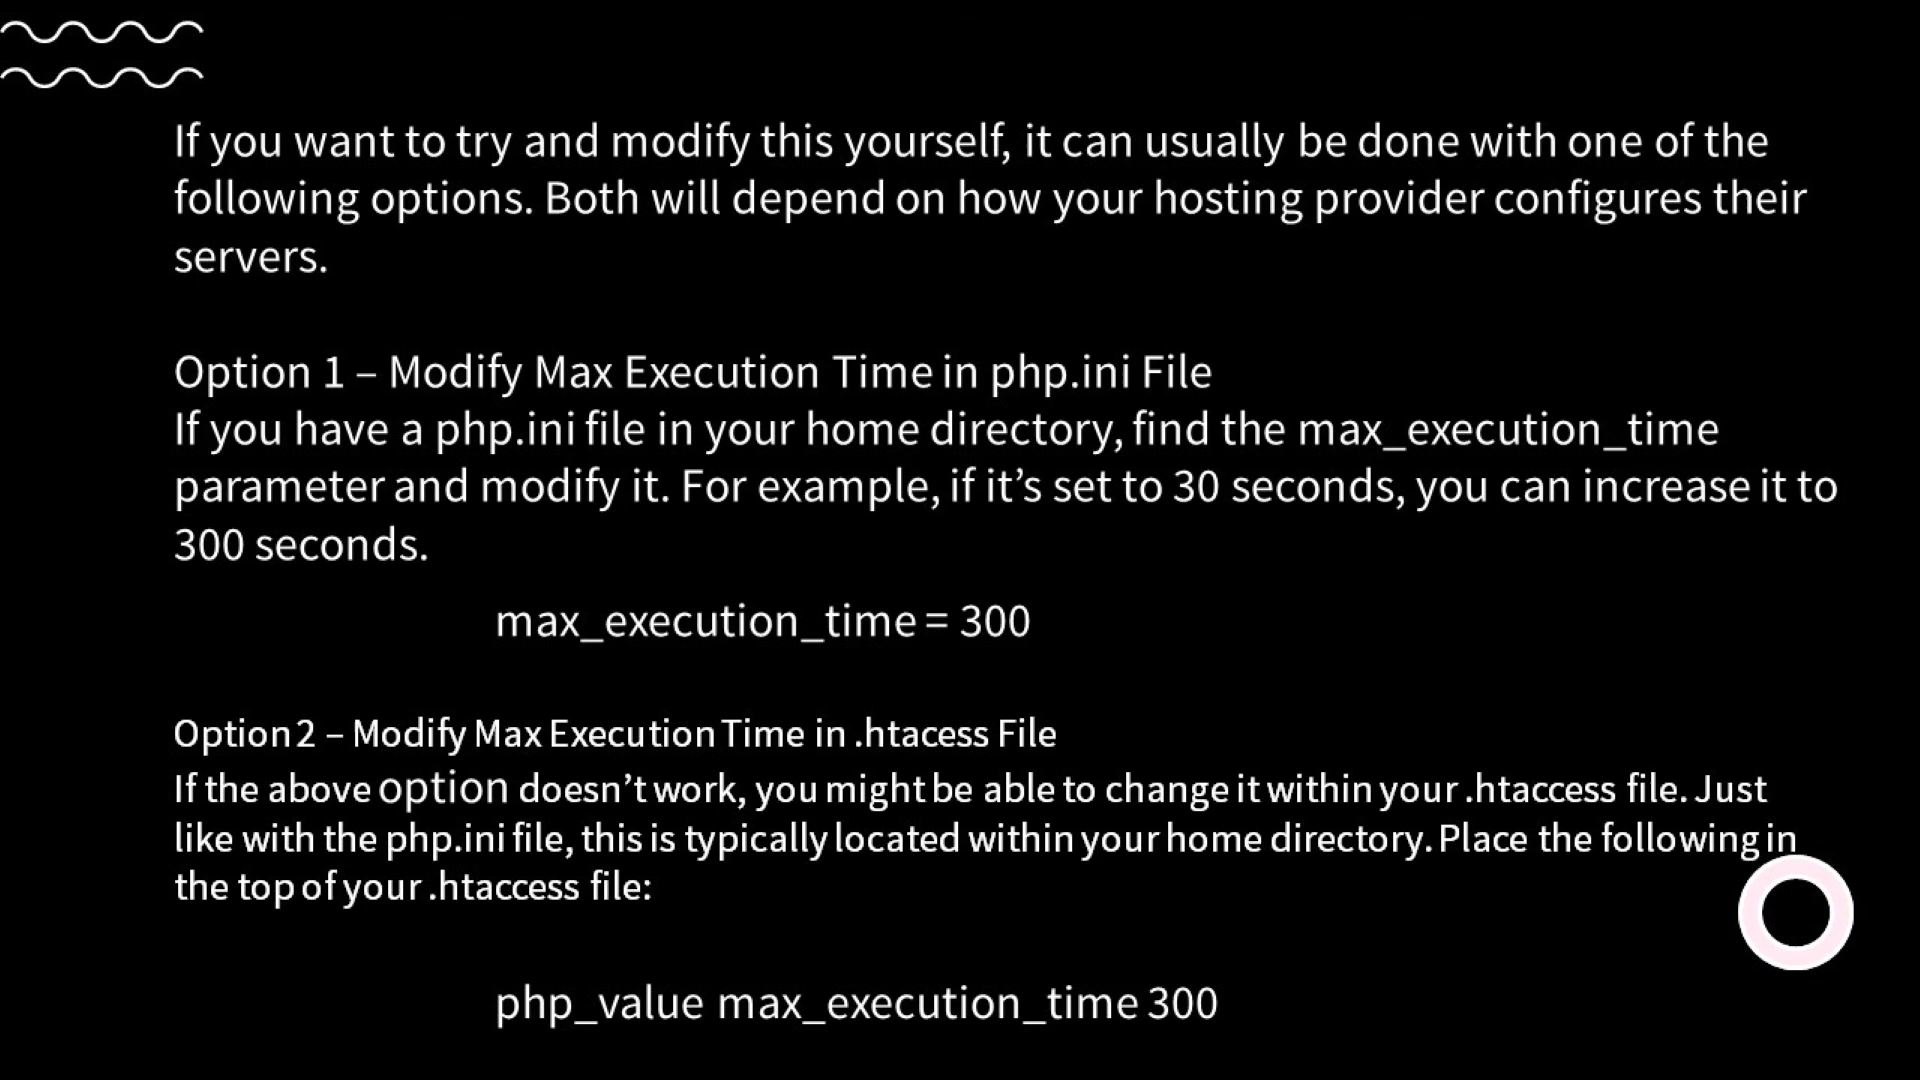 If you want to try and modify this yourself, it can usually be done with one of the
following options. Both will depend on how your hosting provider configures their
servers.
Option 1 – Modify Max Execution Time in php.ini File
If you have a php.ini file in your home directory, find the max_execution_time
parameter and modify it. For example, if it’s set to 30 seconds, you can increase it to
300 seconds.
max_execution_time = 300
Option 2 – Modify Max Execution Time in .htacess File
If the above option doesn’t work, you might be able to change it within your .htaccess file. Just
like with the php.ini file, this is typically located within your home directory. Place the following in
the top of your .htaccess file:
php_value max_execution_time 300